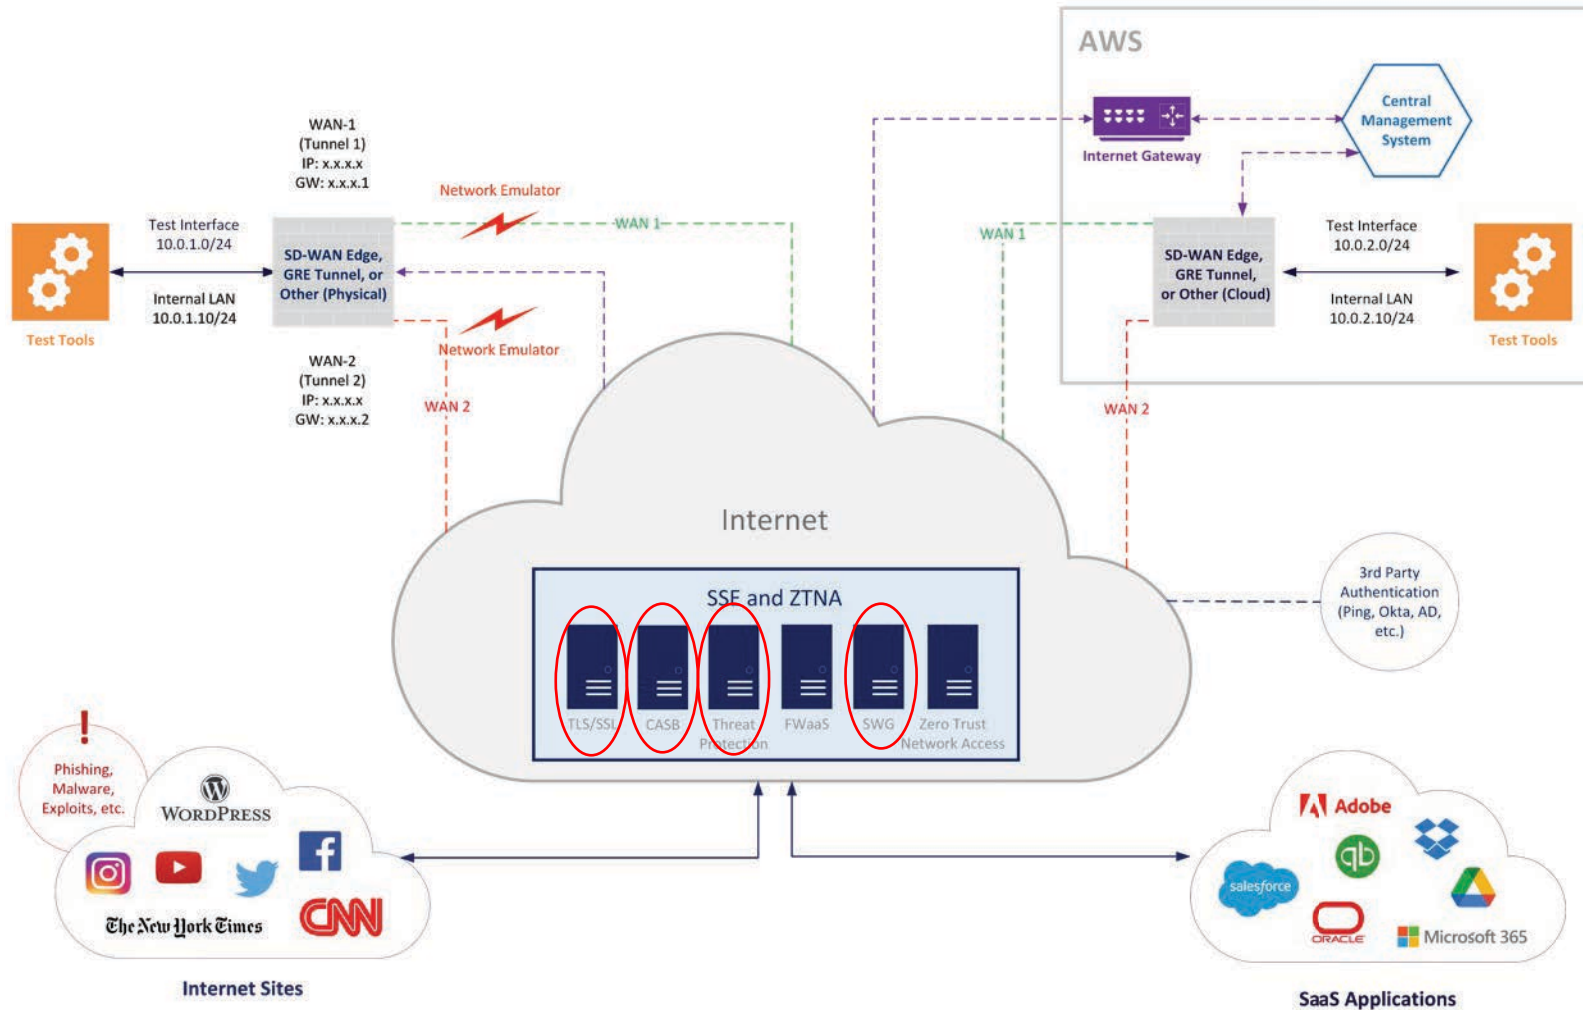 AWS
Central
Management
System
Internet Gateway
WAN-1
(Tunnel 1)
IP: x.x.x.x
GW: x.x.x.1
Network Emulator
WAN 1
Test Interface
10.0.1.0/24
SD-WAN Edge,
GRE Tunnel, or
Other (Physical)
Internal LAN
10.0.1.10/24
Test Tools
Network Emulator
WAN-2
(Tunnel 2)
IP: x.x.x.x
GW: x.x.x.2
WAN 2
WAN 1
SD-WAN Edge,
GRE Tunnel,
or Other (Cloud)
Test Interface
10.0.2.0/24
Internal LAN
10.0.2.10/24
Test Tools
WAN 2
Internet
SSE and ZTNA
TLS/SSL
CASB
Threat
Protection
FWaaS
SWG
Zero Trust
Network Access
3rd Party
Authentication
(Ping, Okta, AD,
etc.)
!
Phishing,
Malware,
Exploits, etc.
WORDPRESS
The New York Times
CNN
Internet Sites
Adobe
qb
salesforce
ORACLE
Microsoft 365
SaaS Applications